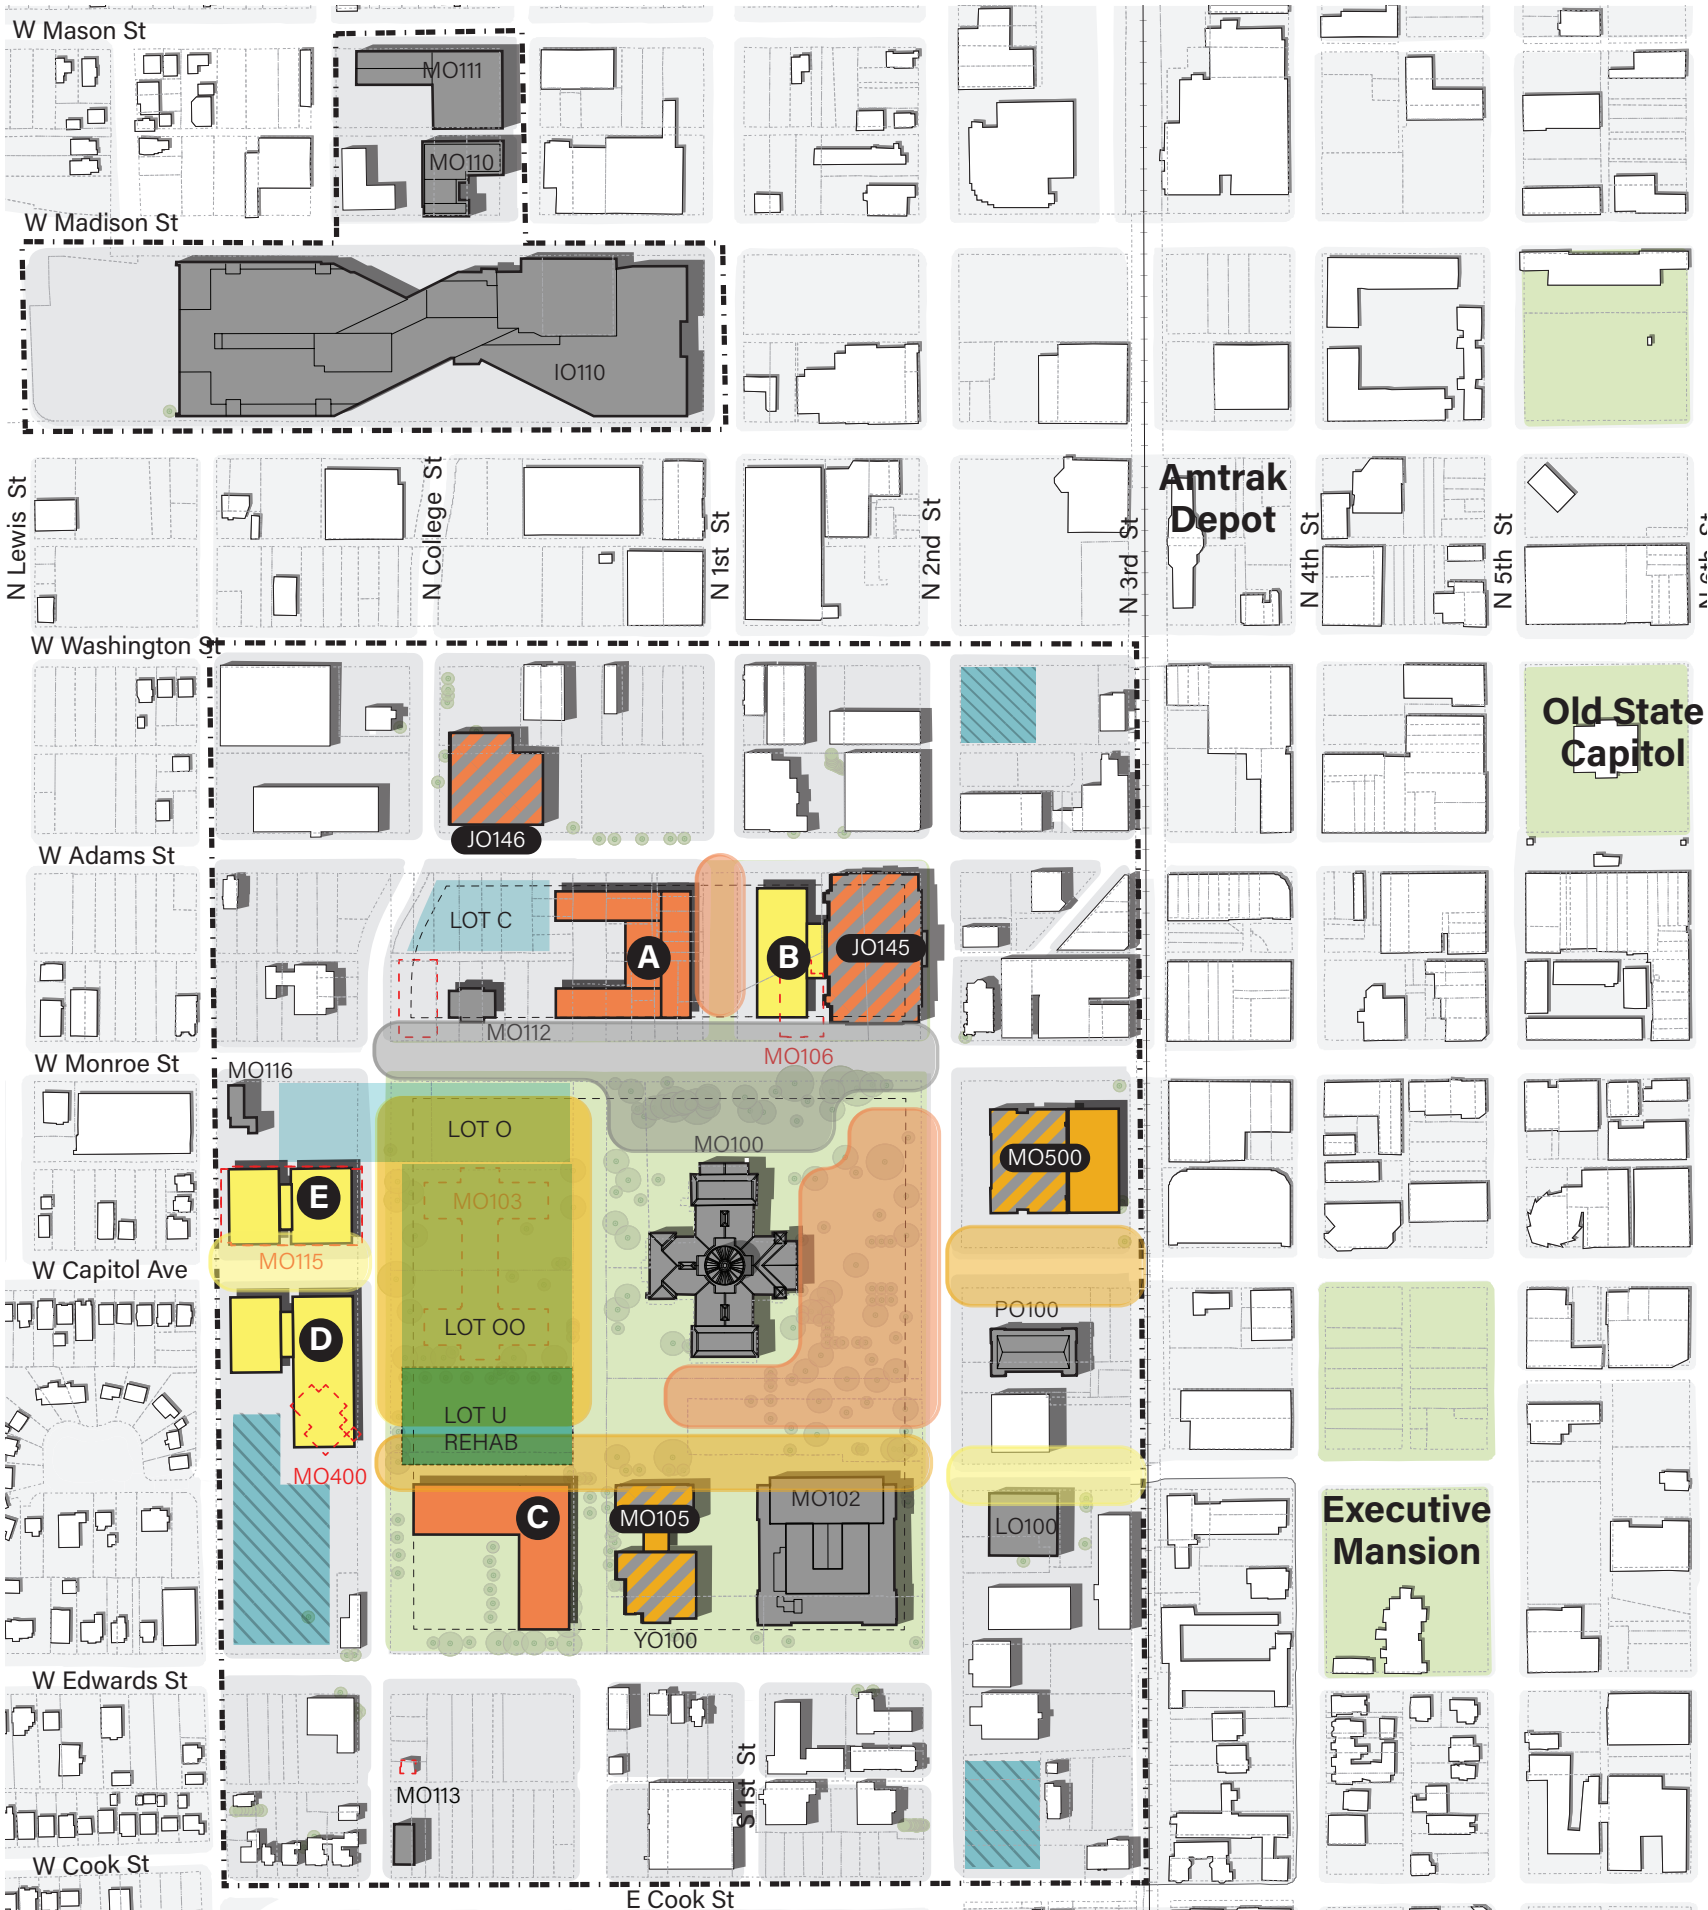 W Mason St
MO111
MO110
W Madison St
IO110
N Lewis St
N College St
N 1st St
N 2nd St
N 3rd St
Amtrak
Depot
N 4th St
N 5th St
N 6th St
W Washington St
Old State
Capitol
JO146
W Adams St
LOT C
A
B
JO145
MO112
MO106
W Monroe St
MO116
LOT O
MO100
MO500
E
MO103
MO115
W Capitol Ave
PO100
D
LOT OO
LOT U
REHAB
MO400
C
MO105
MO102
LO100
Executive
Mansion
YO100
W Edwards St
MO113
S 1st St
W Cook St
E Cook St